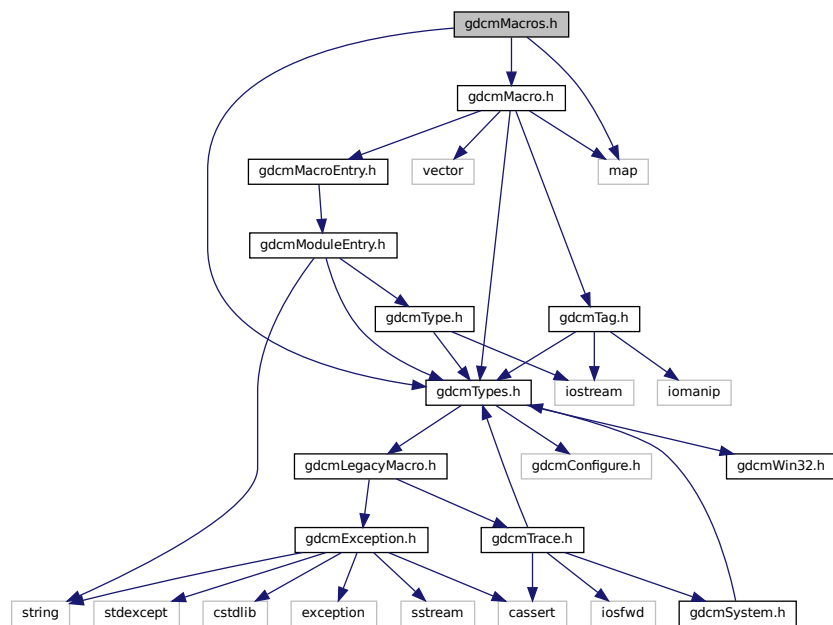 gdcmMacros.h
gdcmMacro.h
gdcmMacroEntry.h
vector
map
gdcmModuleEntry.h
gdcmType.h
gdcmTag.h
gdcmTypes.h
iostream
iomanip
gdcmLegacyMacro.h
gdcmConfigure.h
gdcmWin32.h
gdcmException.h
gdcmTrace.h
string
stdexcept
cstdlib
exception
sstream
cassert
iosfwd
gdcmSystem.h